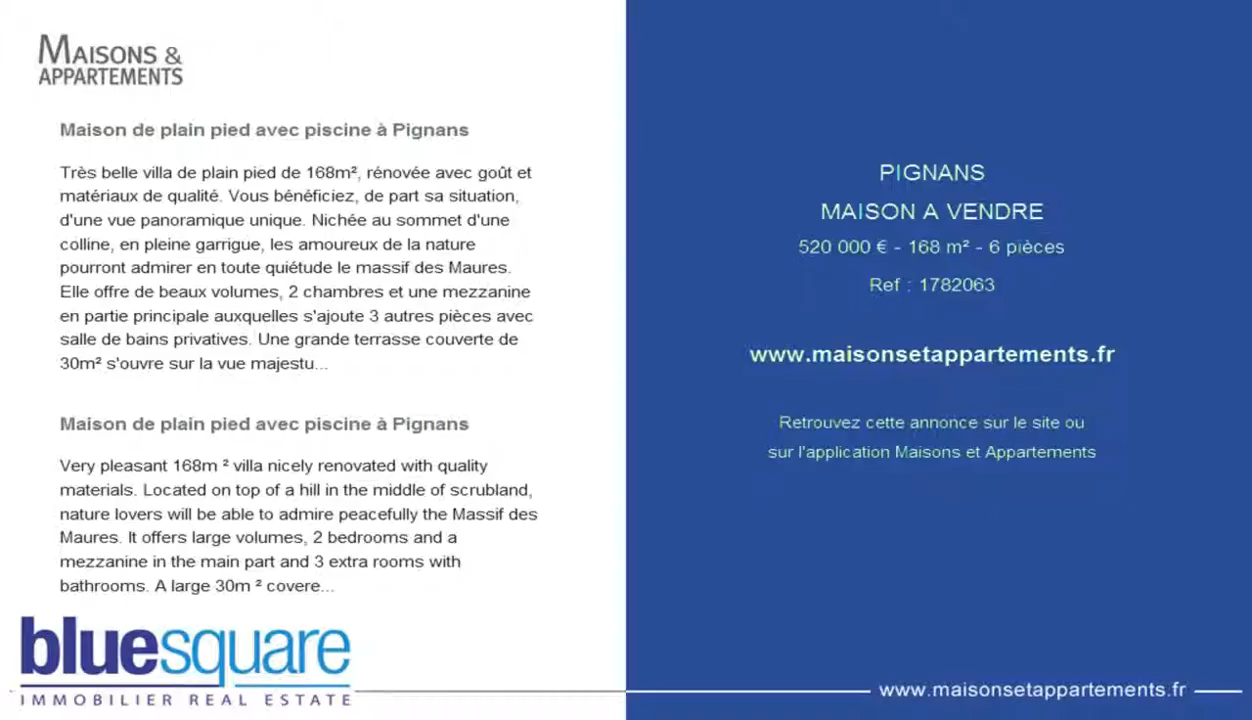 MAISONS &
APPARTEMENTS
Maison de plain pied avec piscine à Pignans
Très belle villa de plain pied de 168m², rénovée avec goût et
matériaux de qualité. Vous bénéficiez, de part sa situation,
d'une vue panoramique unique. Nichée au sommet d'une
colline, en pleine garrigue, les amoureux de la nature
pourront admirer en toute quiétude le massif des Maures.
Elle offre de beaux volumes, 2 chambres et une mezzanine
en partie principale auxquelles s'ajoute 3 autres pièces avec
salle de bains privatives. Une grande terrasse couverte de
30m² s'ouvre sur la vue majestu...
Maison de plain pied avec piscine à Pignans
Very pleasant 168m ² villa nicely renovated with quality
materials. Located on top of a hill in the middle of scrubland,
nature lovers will be able to admire peacefully the Massif des
Maures. It offers large volumes, 2 bedrooms and a
mezzanine in the main part and 3 extra rooms with
bathrooms. A large 30m ² covere...
bluesquare
IMMOBILIER REAL ESTATE
PIGNANS
MAISON A VENDRE
520 000 € - 168 m² - 6 pièces
Ref : 1782063
www.maisonsetappartements.fr
Retrouvez cette annonce sur le site ou
sur l'application Maisons et Appartements
www.maisonsetappartements.fr